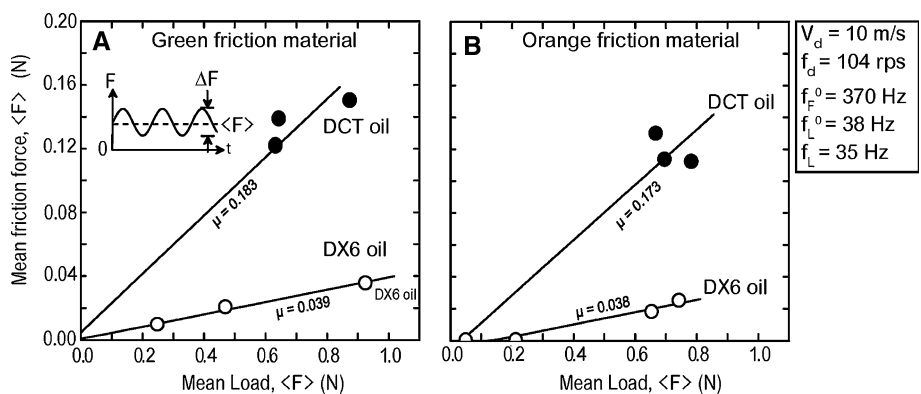 Mean friction force, <F> (N)
0.20
0.16
0.12
0.08
0.04
0.00
A
Green friction material
F
ΔF
<F>
0
t
DCT oil
μ = 0.183
DX6 oil
DX6 oil
μ = 0.039
0.0
0.2
0.4
0.6
0.8
1.0
Mean Load, <F> (N)
B
Orange friction material
DCT oil
μ = 0.173
DX6 oil
μ = 0.038
0.0
0.2
0.4
0.6
0.8
1.0
Mean Load, <F> (N)
V_d = 10 m/s
f_d = 104 rps
f_F^0 = 370 Hz
f_L^0 = 38 Hz
f_L = 35 Hz